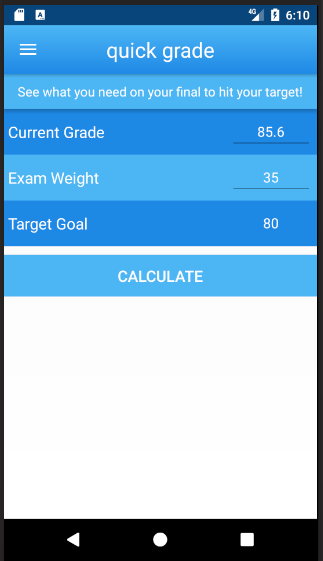 4G 6:10
quick grade
See what you need on your final to hit your target!
Current Grade 85.6
Exam Weight 35
Target Goal 80
CALCULATE